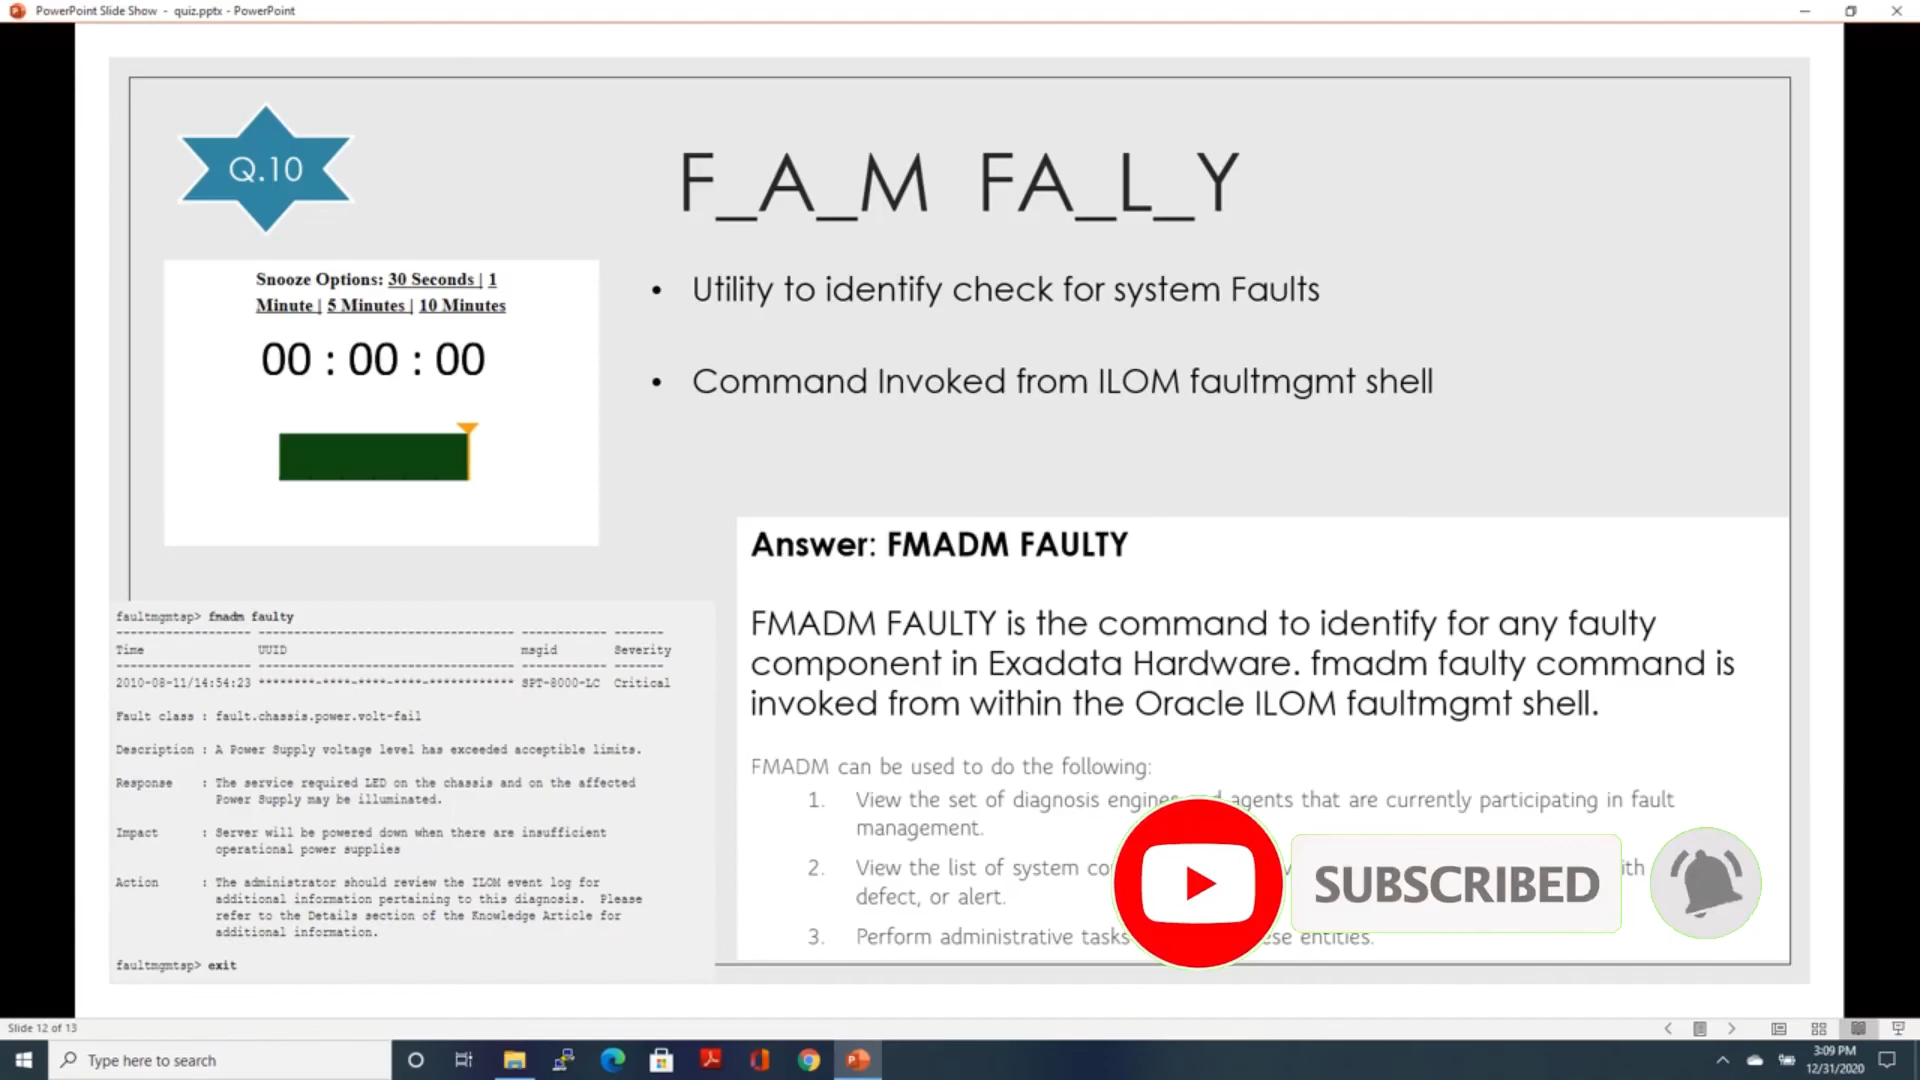 PowerPoint Slide Show - quiz.pptx - PowerPoint
Q.10
F_A_M FA_L_Y
Snooze Options: 30 Seconds | 1
Minute | 5 Minutes | 10 Minutes
00 : 00 : 00
• Utility to identify check for system Faults
• Command Invoked from ILOM faultmgmt shell
Answer: FMADM FAULTY
FMADM FAULTY is the command to identify for any faulty
component in Exadata Hardware. fmadm faulty command is
invoked from within the Oracle ILOM faultmgmt shell.
FMADM can be used to do the following:
1. View the set of diagnosis engines agents that are currently participating in fault
management.
2. View the list of system
defect, or alert.
3. Perform administrative tasks entities.
SUBSCRIBED
faultmgmtsp> fmadm faulty
------------------- ------------------------------------ ------------ -------
Time UUID msgid Severity
------------------- ------------------------------------ ------------ -------
2010-08-11/14:54:23 ********-****-****-****-************ SPT-8000-LC Critical
Fault class : fault.chassis.power.volt-fail
Description : A Power Supply voltage level has exceeded acceptible limits.
Response : The service required LED on the chassis and on the affected
Power Supply may be illuminated.
Impact : Server will be powered down when there are insufficient
operational power supplies
Action : The administrator should review the ILOM event log for
additional information pertaining to this diagnosis. Please
refer to the Details section of the Knowledge Article for
additional information.
faultmgmtsp> exit
Slide 12 of 13
Type here to search
3:09 PM
12/31/2020